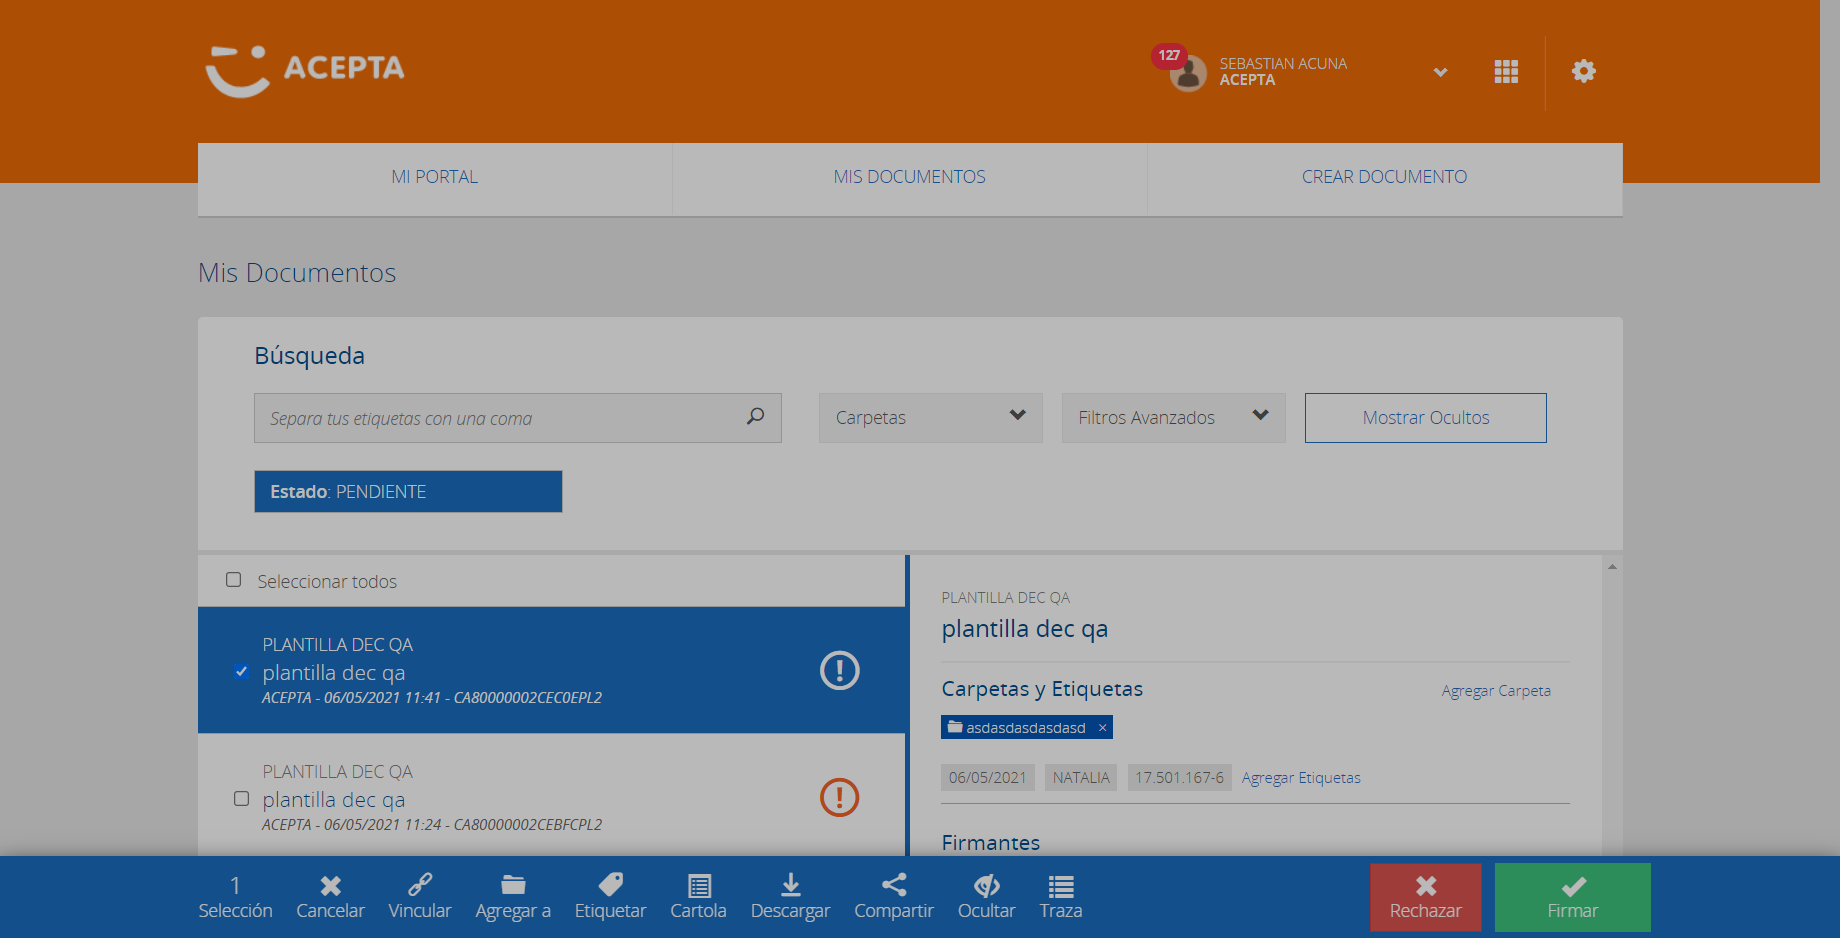 ACEPTA
127
SEBASTIAN ACUNA
ACEPTA
MI PORTAL
MIS DOCUMENTOS
CREAR DOCUMENTO
Mis Documentos
Búsqueda
Separa tus etiquetas con una coma
Carpetas
Filtros Avanzados
Mostrar Ocultos
Estado: PENDIENTE
Seleccionar todos
PLANTILLA DEC QA
plantilla dec qa
ACEPTA - 06/05/2021 11:41 - CA80000002CEC0EPL2
PLANTILLA DEC QA
plantilla dec qa
ACEPTA - 06/05/2021 11:24 - CA80000002CEBFCPL2
PLANTILLA DEC QA
plantilla dec qa
Carpetas y Etiquetas
Agregar Carpeta
asdasdasdasdasd ×
06/05/2021 NATALIA 17.501.167-6 Agregar Etiquetas
Firmantes
1
Selección
Cancelar
Vincular
Agregar a
Etiquetar
Cartola
Descargar
Compartir
Ocultar
Traza
Rechazar
Firmar